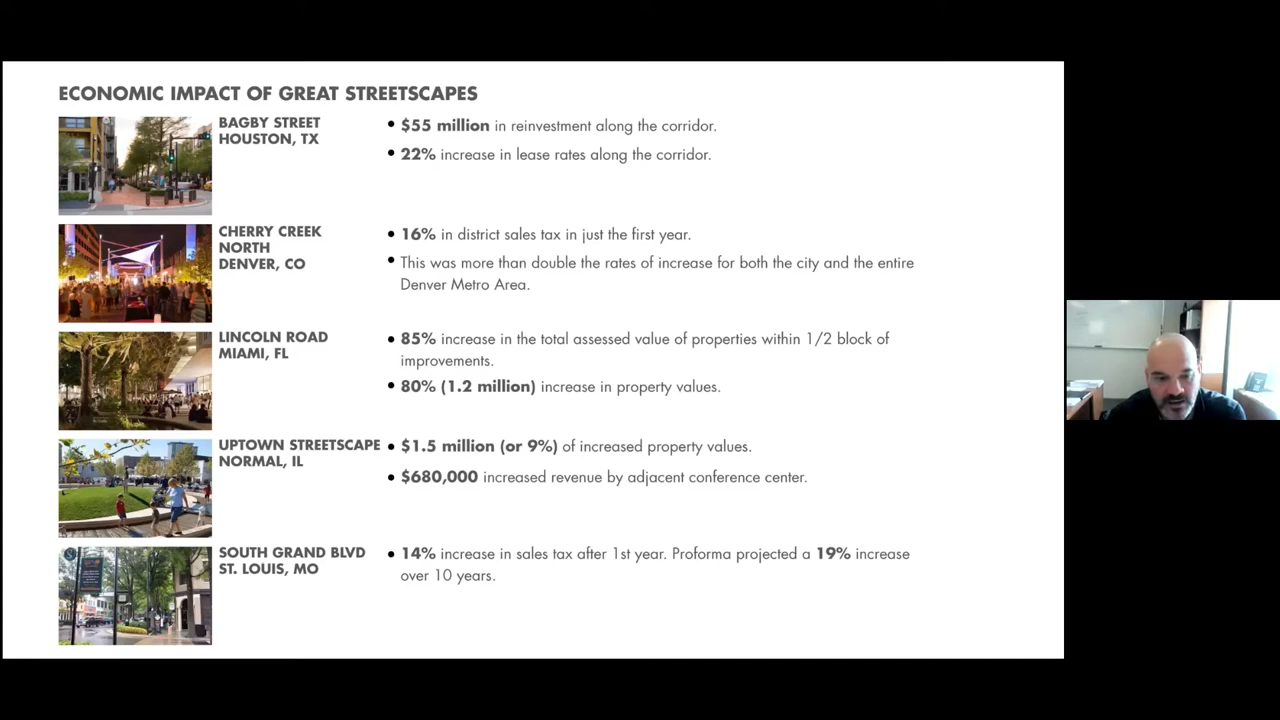 ECONOMIC IMPACT OF GREAT STREETSCAPES
BAGBY STREET
HOUSTON, TX
• $55 million in reinvestment along the corridor.
• 22% increase in lease rates along the corridor.
CHERRY CREEK
NORTH
DENVER, CO
• 16% in district sales tax in just the first year.
• This was more than double the rates of increase for both the city and the entire
Denver Metro Area.
LINCOLN ROAD
MIAMI, FL
• 85% increase in the total assessed value of properties within 1/2 block of
improvements.
• 80% (1.2 million) increase in property values.
UPTOWN STREETSCAPE
NORMAL, IL
• $1.5 million (or 9%) of increased property values.
• $680,000 increased revenue by adjacent conference center.
SOUTH GRAND BLVD
ST. LOUIS, MO
• 14% increase in sales tax after 1st year. Proforma projected a 19% increase
over 10 years.